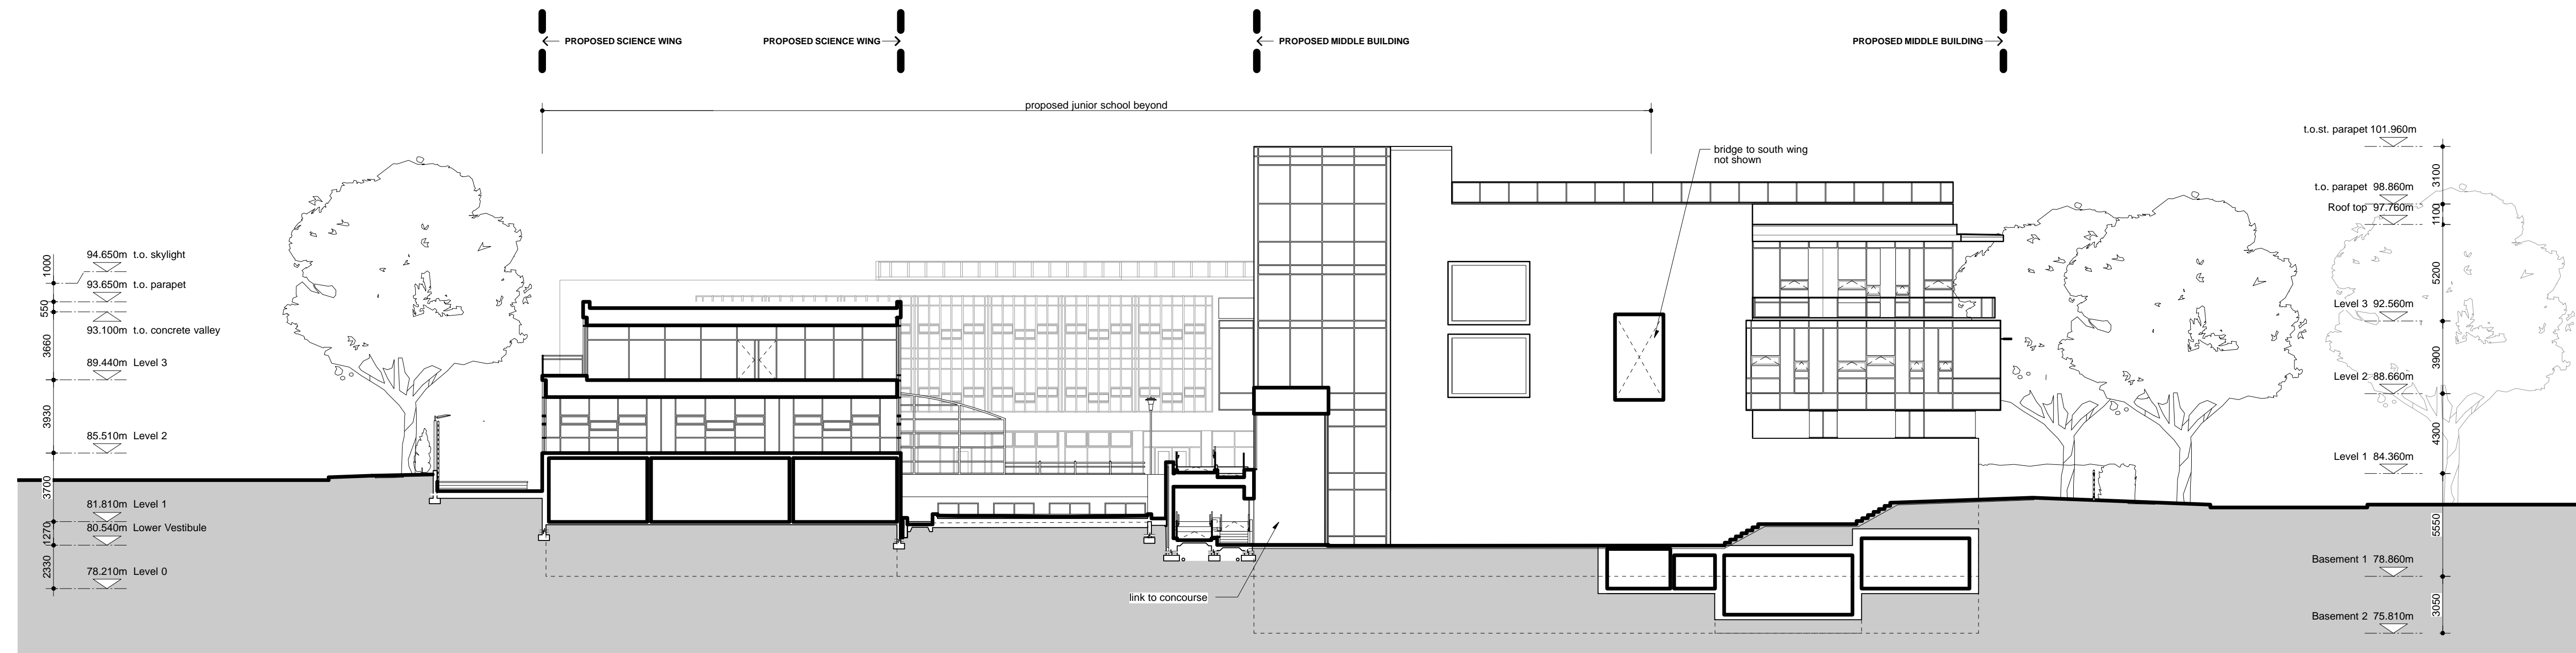 PROPOSED SCIENCE WING
PROPOSED SCIENCE WING
PROPOSED MIDDLE BUILDING
PROPOSED MIDDLE BUILDING
proposed junior school beyond
bridge to south wing
not shown
link to concourse
94.650m t.o. skylight
93.650m t.o. parapet
93.100m t.o. concrete valley
89.440m Level 3
85.510m Level 2
81.810m Level 1
80.540m Lower Vestibule
78.210m Level 0
1000
550
3660
3930
3700
1270
2330
t.o.st. parapet 101.960m
t.o. parapet 98.860m
Roof top 97.760m
Level 3 92.560m
Level 2 88.660m
Level 1 84.360m
Basement 1 78.860m
Basement 2 75.810m
3100
1100
5200
3900
4300
5550
3050